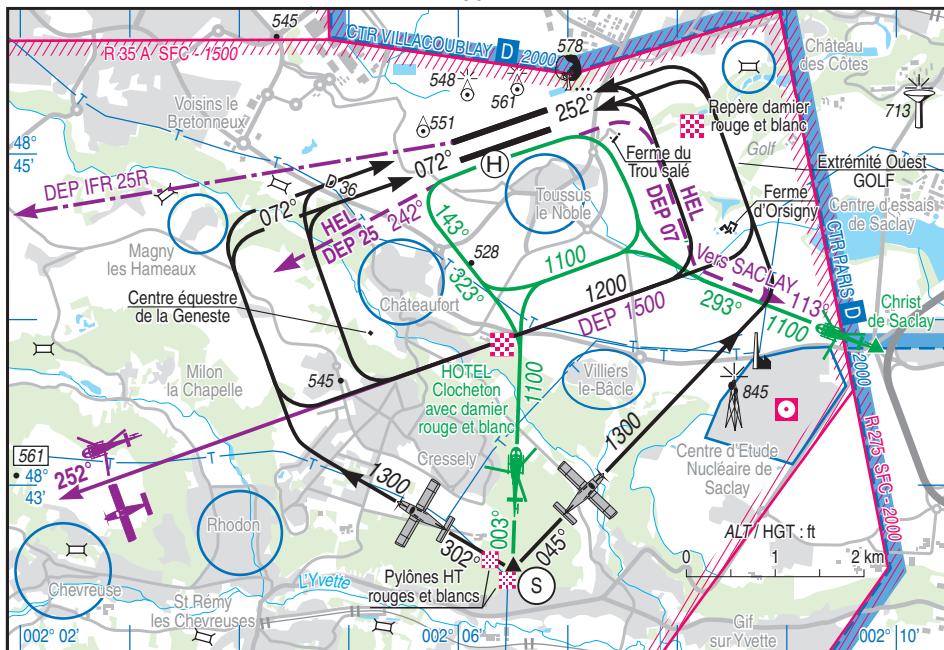 545
R 35 A SFC - 1500
CTR VILLACOUBLAY D 2000
578
Château
des Côtes
548
561
713
Voisins le
Bretonneux
551
252°
Repère damier
rouge et blanc
Golf
48°
45'
072°
H
Ferme du
Trou salé
Extrémité Ouest
GOLF
DEP IFR 25R
D 36
Toussus
le Noble
Ferme
d'Orsigny
Centre d'essais
de Saclay
072°
HEL
DEP 25
242°
143°
HEL
DEP 07
Magny
les Hameaux
528
323°
1100
Vers SACLAY
113°
CTR PARIS D 2000
Centre équestre
de la Geneste
Châteaufort
1200
DEP 1500
293°
1100
Christ
de Saclay
Milon
la Chapelle
545
HOTEL
Clocheton
avec damier
rouge et blanc
1100
Villiers
le-Bâcle
845
561
48°
43'
252°
Cressely
1300
1300
Centre d'Etude
Nucléaire de
Saclay
R 275 SFC - 2000
Rhodon
302°
003°
045°
ALT / HGT : ft
0 1 2 km
Chevreuse
L'Yvette
Pylônes HT
rouges et blancs
S
St Rémy
les Chevreuses
Gif
sur Yvette
002° 02'
002° 06'
002° 10'